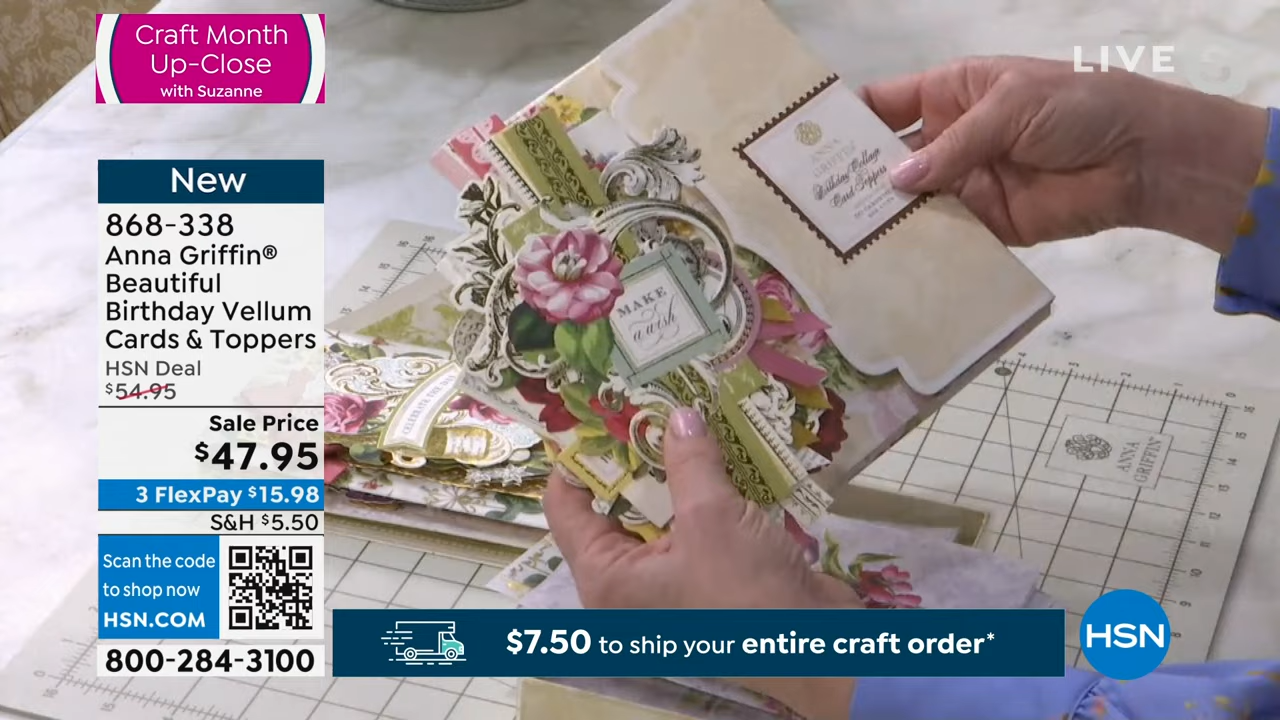 Craft Month
Up-Close
with Suzanne
LIVE
New
868-338
Anna Griffin®
Beautiful
Birthday Vellum
Cards & Toppers
HSN Deal
$54.95
Sale Price
$47.95
3 FlexPay $15.98
S&H $5.50
Scan the code
to shop now
HSN.COM
800-284-3100
$7.50 to ship your entire craft order*
HSN
ANNA
GRIFFIN
Birthday Collage
Card Toppers
MAKE
a wish
CELEBRATE THE DAY
ANNA
GRIFFIN